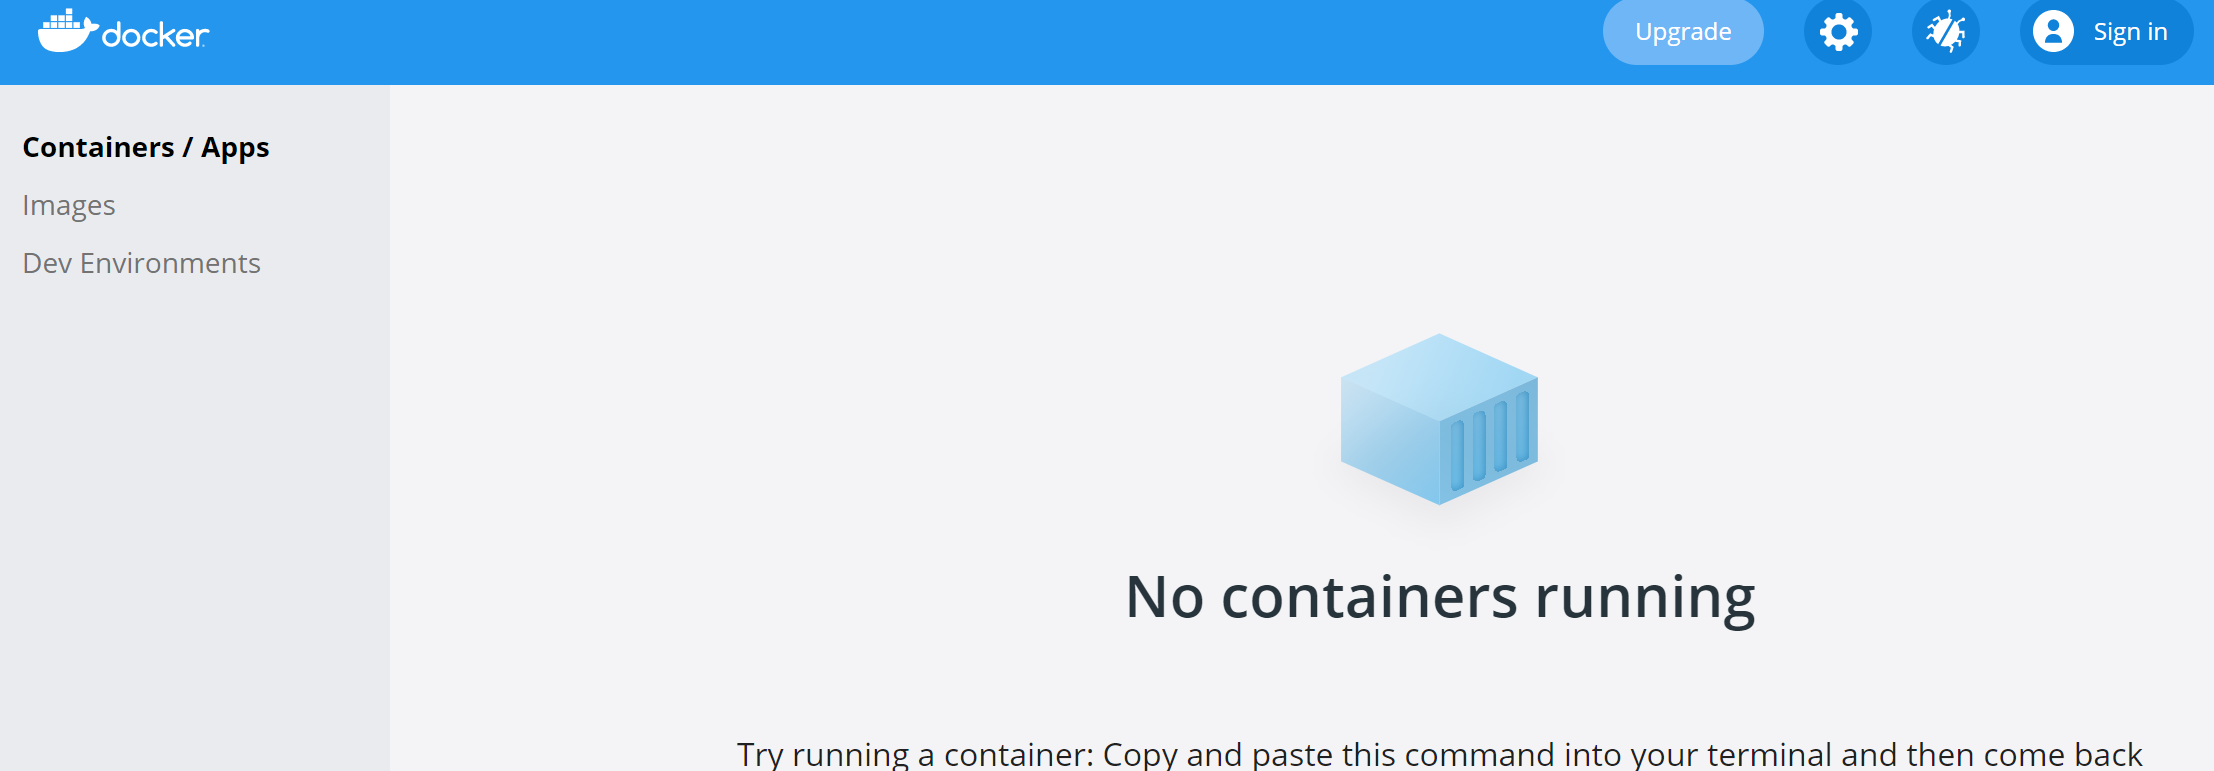 docker
Upgrade
Sign in
Containers / Apps
Images
Dev Environments
No containers running
Try running a container: Copy and paste this command into your terminal and then come back